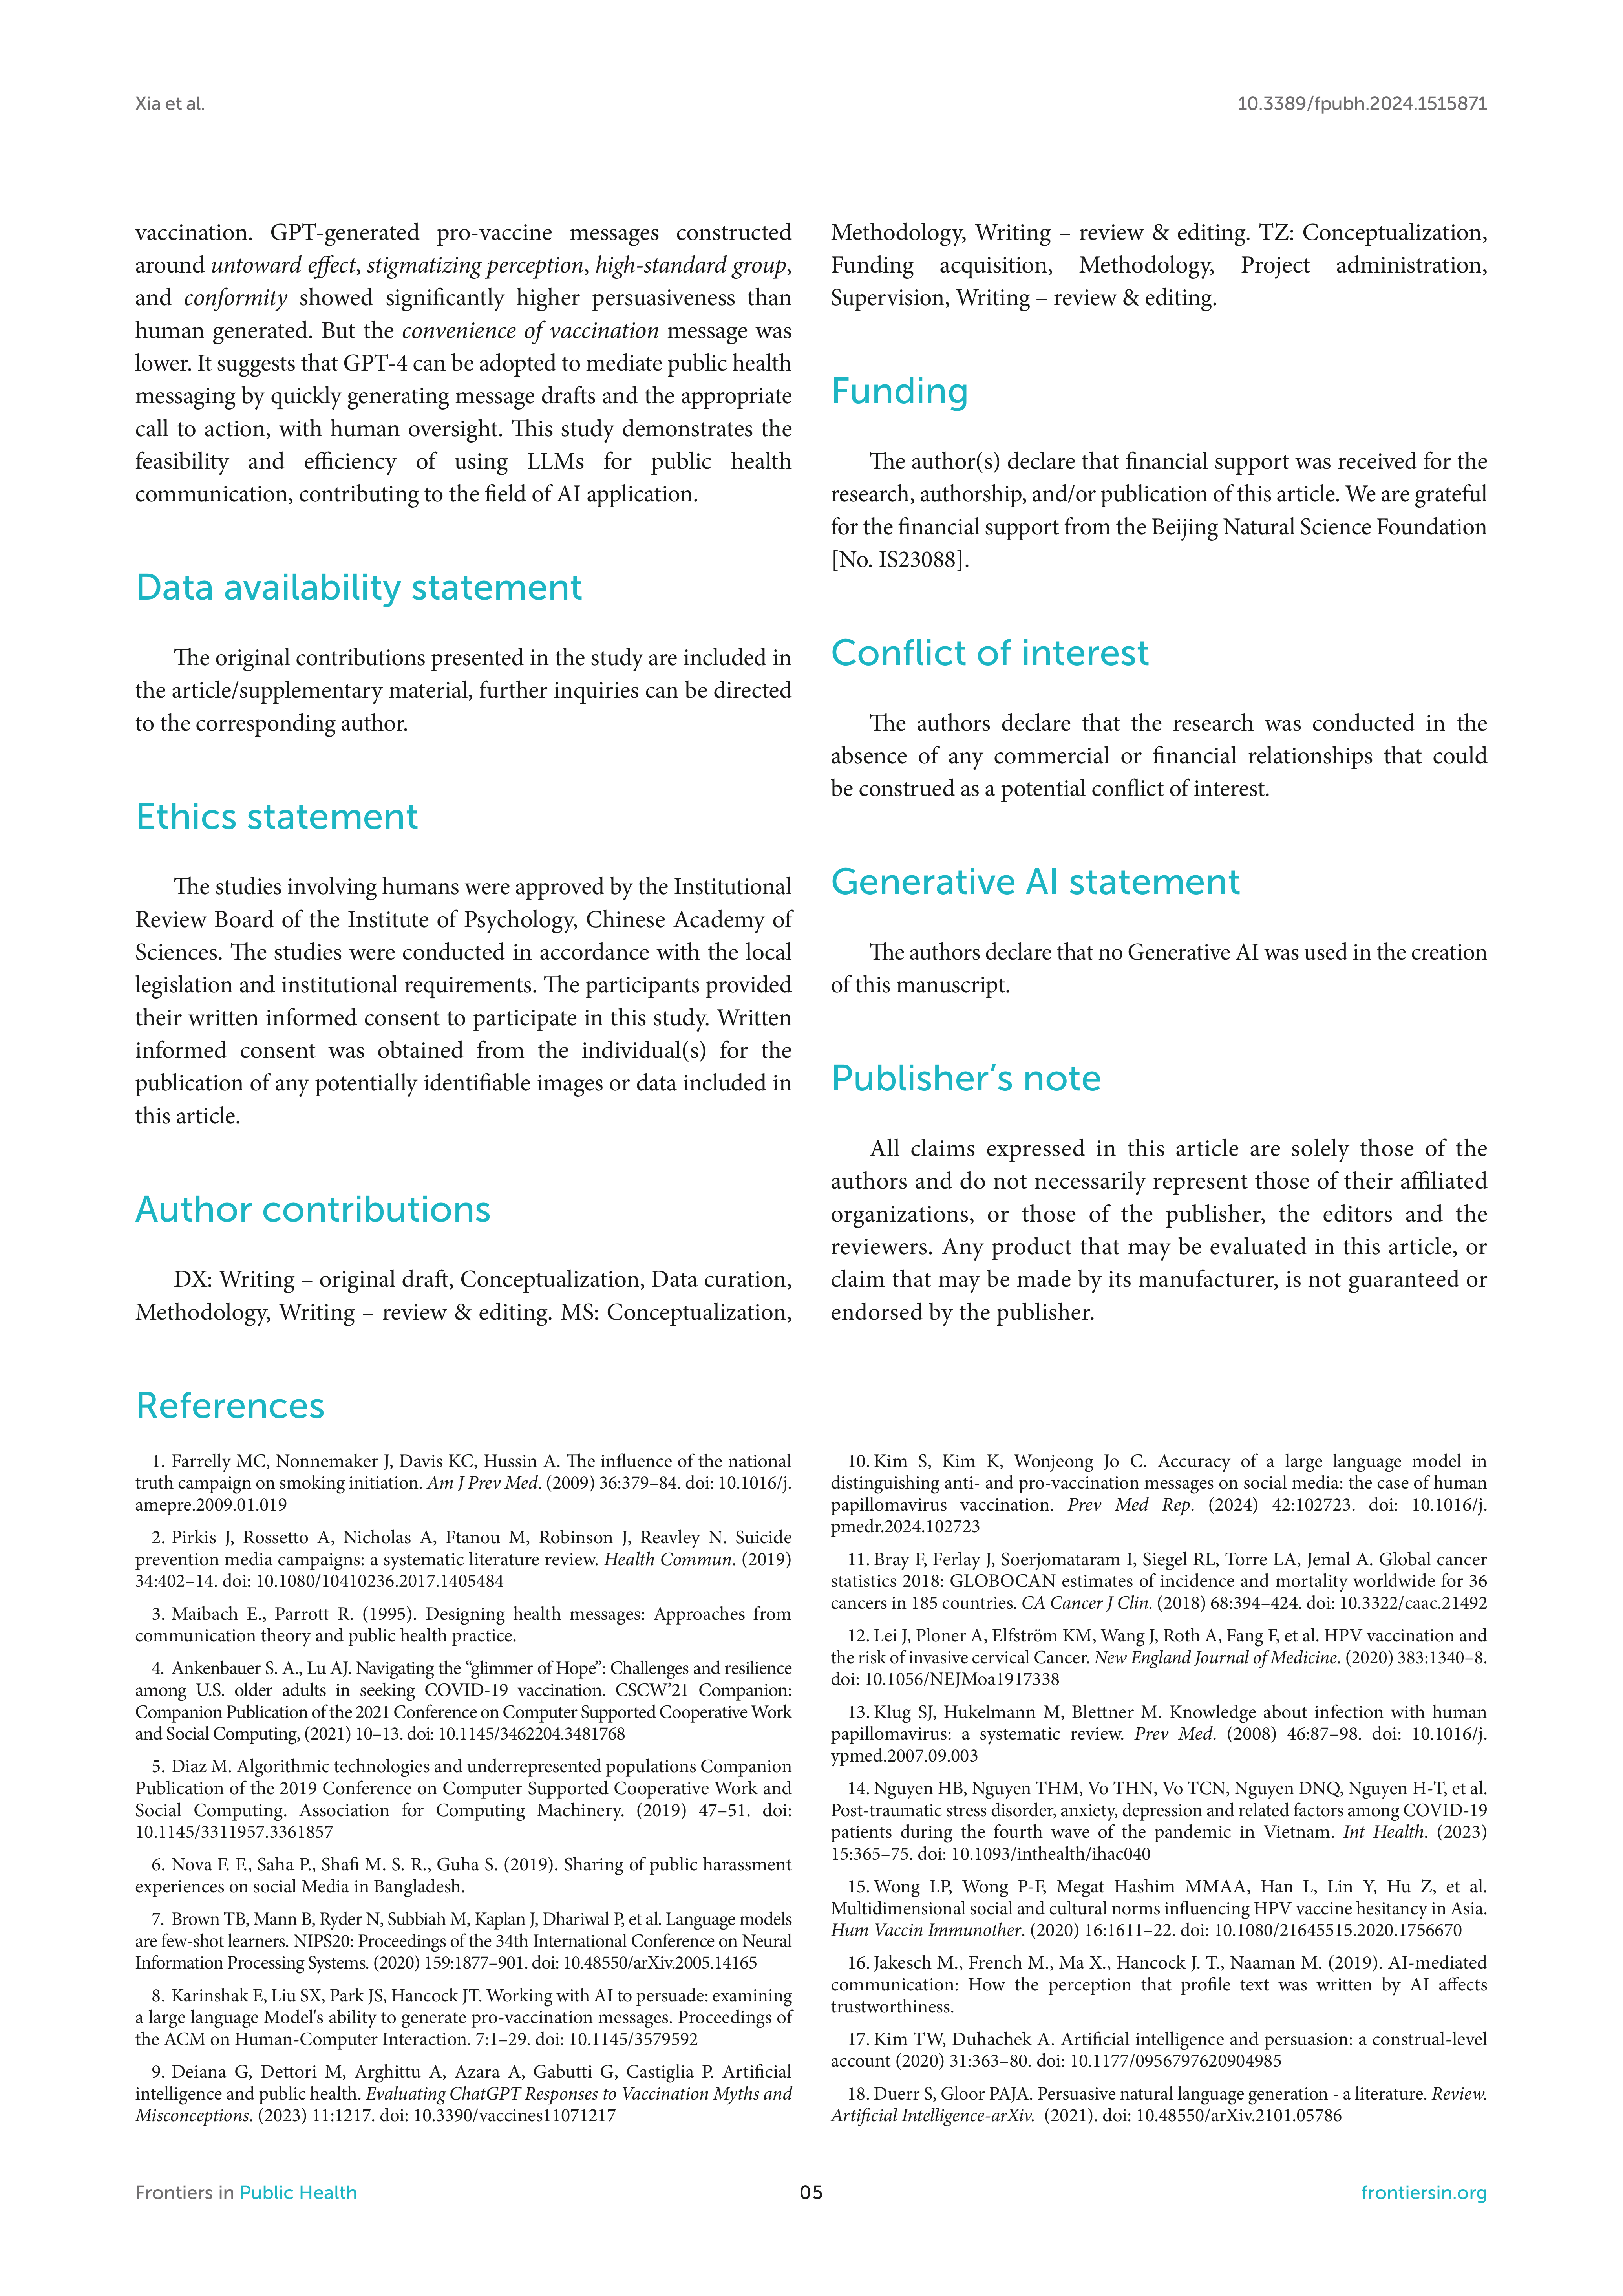 Xia et al.
10.3389/fpubh.2024.1515871
vaccination. GPT-generated pro-vaccine messages constructed
around untoward effect, stigmatizing perception, high-standard group,
and conformity showed significantly higher persuasiveness than
human generated. But the convenience of vaccination message was
lower. It suggests that GPT-4 can be adopted to mediate public health
messaging by quickly generating message drafts and the appropriate
call to action, with human oversight. This study demonstrates the
feasibility and efficiency of using LLMs for public health
communication, contributing to the field of AI application.
Data availability statement
The original contributions presented in the study are included in
the article/supplementary material, further inquiries can be directed
to the corresponding author.
Ethics statement
The studies involving humans were approved by the Institutional
Review Board of the Institute of Psychology, Chinese Academy of
Sciences. The studies were conducted in accordance with the local
legislation and institutional requirements. The participants provided
their written informed consent to participate in this study. Written
informed consent was obtained from the individual(s) for the
publication of any potentially identifiable images or data included in
this article.
Author contributions
DX: Writing – original draft, Conceptualization, Data curation,
Methodology, Writing – review & editing. MS: Conceptualization,
Methodology, Writing – review & editing. TZ: Conceptualization,
Funding acquisition, Methodology, Project administration,
Supervision, Writing – review & editing.
Funding
The author(s) declare that financial support was received for the
research, authorship, and/or publication of this article. We are grateful
for the financial support from the Beijing Natural Science Foundation
[No. IS23088].
Conflict of interest
The authors declare that the research was conducted in the
absence of any commercial or financial relationships that could
be construed as a potential conflict of interest.
Generative AI statement
The authors declare that no Generative AI was used in the creation
of this manuscript.
Publisher’s note
All claims expressed in this article are solely those of the
authors and do not necessarily represent those of their affiliated
organizations, or those of the publisher, the editors and the
reviewers. Any product that may be evaluated in this article, or
claim that may be made by its manufacturer, is not guaranteed or
endorsed by the publisher.
References
1. Farrelly MC, Nonnemaker J, Davis KC, Hussin A. The influence of the national
truth campaign on smoking initiation. Am J Prev Med. (2009) 36:379–84. doi: 10.1016/j.
amepre.2009.01.019
2. Pirkis J, Rossetto A, Nicholas A, Ftanou M, Robinson J, Reavley N. Suicide
prevention media campaigns: a systematic literature review. Health Commun. (2019)
34:402–14. doi: 10.1080/10410236.2017.1405484
3. Maibach E., Parrott R. (1995). Designing health messages: Approaches from
communication theory and public health practice.
4. Ankenbauer S. A., Lu AJ. Navigating the “glimmer of Hope”: Challenges and resilience
among U.S. older adults in seeking COVID-19 vaccination. CSCW’21 Companion:
Companion Publication of the 2021 Conference on Computer Supported Cooperative Work
and Social Computing, (2021) 10–13. doi: 10.1145/3462204.3481768
5. Diaz M. Algorithmic technologies and underrepresented populations Companion
Publication of the 2019 Conference on Computer Supported Cooperative Work and
Social Computing. Association for Computing Machinery. (2019) 47–51. doi:
10.1145/3311957.3361857
6. Nova F. F., Saha P., Shafi M. S. R., Guha S. (2019). Sharing of public harassment
experiences on social Media in Bangladesh.
7. Brown TB, Mann B, Ryder N, Subbiah M, Kaplan J, Dhariwal P, et al. Language models
are few-shot learners. NIPS20: Proceedings of the 34th International Conference on Neural
Information Processing Systems. (2020) 159:1877–901. doi: 10.48550/arXiv.2005.14165
8. Karinshak E, Liu SX, Park JS, Hancock JT. Working with AI to persuade: examining
a large language Model's ability to generate pro-vaccination messages. Proceedings of
the ACM on Human-Computer Interaction. 7:1–29. doi: 10.1145/3579592
9. Deiana G, Dettori M, Arghittu A, Azara A, Gabutti G, Castiglia P. Artificial
intelligence and public health. Evaluating ChatGPT Responses to Vaccination Myths and
Misconceptions. (2023) 11:1217. doi: 10.3390/vaccines11071217
10. Kim S, Kim K, Wonjeong Jo C. Accuracy of a large language model in
distinguishing anti- and pro-vaccination messages on social media: the case of human
papillomavirus vaccination. Prev Med Rep. (2024) 42:102723. doi: 10.1016/j.
pmedr.2024.102723
11. Bray F, Ferlay J, Soerjomataram I, Siegel RL, Torre LA, Jemal A. Global cancer
statistics 2018: GLOBOCAN estimates of incidence and mortality worldwide for 36
cancers in 185 countries. CA Cancer J Clin. (2018) 68:394–424. doi: 10.3322/caac.21492
12. Lei J, Ploner A, Elfström KM, Wang J, Roth A, Fang F, et al. HPV vaccination and
the risk of invasive cervical Cancer. New England Journal of Medicine. (2020) 383:1340–8.
doi: 10.1056/NEJMoa1917338
13. Klug SJ, Hukelmann M, Blettner M. Knowledge about infection with human
papillomavirus: a systematic review. Prev Med. (2008) 46:87–98. doi: 10.1016/j.
ypmed.2007.09.003
14. Nguyen HB, Nguyen THM, Vo THN, Vo TCN, Nguyen DNQ, Nguyen H-T, et al.
Post-traumatic stress disorder, anxiety, depression and related factors among COVID-19
patients during the fourth wave of the pandemic in Vietnam. Int Health. (2023)
15:365–75. doi: 10.1093/inthealth/ihac040
15. Wong LP, Wong P-F, Megat Hashim MMAA, Han L, Lin Y, Hu Z, et al.
Multidimensional social and cultural norms influencing HPV vaccine hesitancy in Asia.
Hum Vaccin Immunother. (2020) 16:1611–22. doi: 10.1080/21645515.2020.1756670
16. Jakesch M., French M., Ma X., Hancock J. T., Naaman M. (2019). AI-mediated
communication: How the perception that profile text was written by AI affects
trustworthiness.
17. Kim TW, Duhachek A. Artificial intelligence and persuasion: a construal-level
account (2020) 31:363–80. doi: 10.1177/0956797620904985
18. Duerr S, Gloor PAJA. Persuasive natural language generation - a literature. Review.
Artificial Intelligence-arXiv. (2021). doi: 10.48550/arXiv.2101.05786
Frontiers in Public Health
05
frontiersin.org